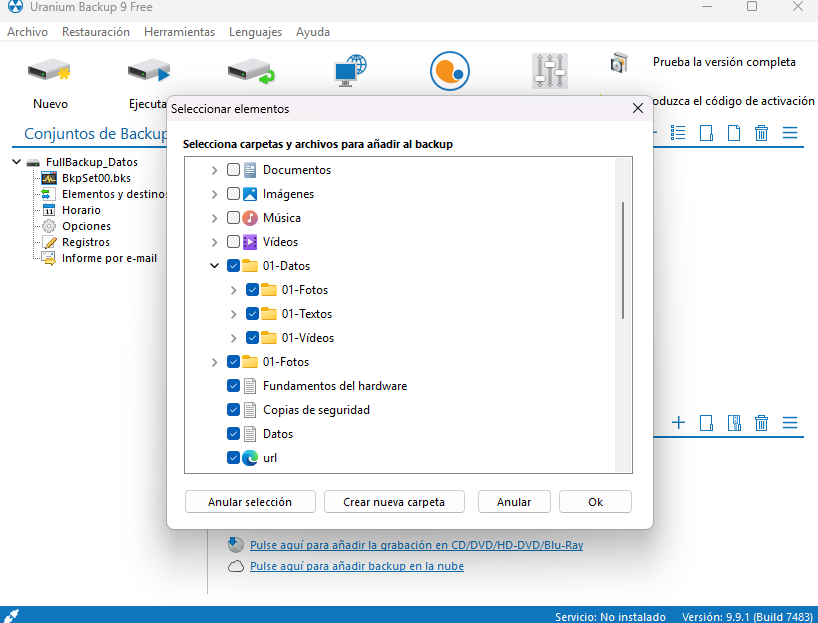 Uranium Backup 9 Free
Archivo Restauración Herramientas Lenguajes Ayuda
Prueba la versión completa
Nuevo Ejecuta
oduzca el código de activación
Seleccionar elementos
Conjuntos de Backup
Selecciona carpetas y archivos para añadir al backup
FullBackup_Datos
BkpSet00.bks
Elementos y destinos
11 Horario
Opciones
Registros
Informe por e-mail
Documentos
Imágenes
Música
Vídeos
01-Datos
01-Fotos
01-Textos
01-Vídeos
01-Fotos
Fundamentos del hardware
Copias de seguridad
Datos
url
Anular selección Crear nueva carpeta Anular Ok
Pulse aquí para añadir la grabación en CD/DVD/HD-DVD/Blu-Ray
Pulse aquí para añadir backup en la nube
Servicio: No instalado Versión: 9.9.1 (Build 7483)